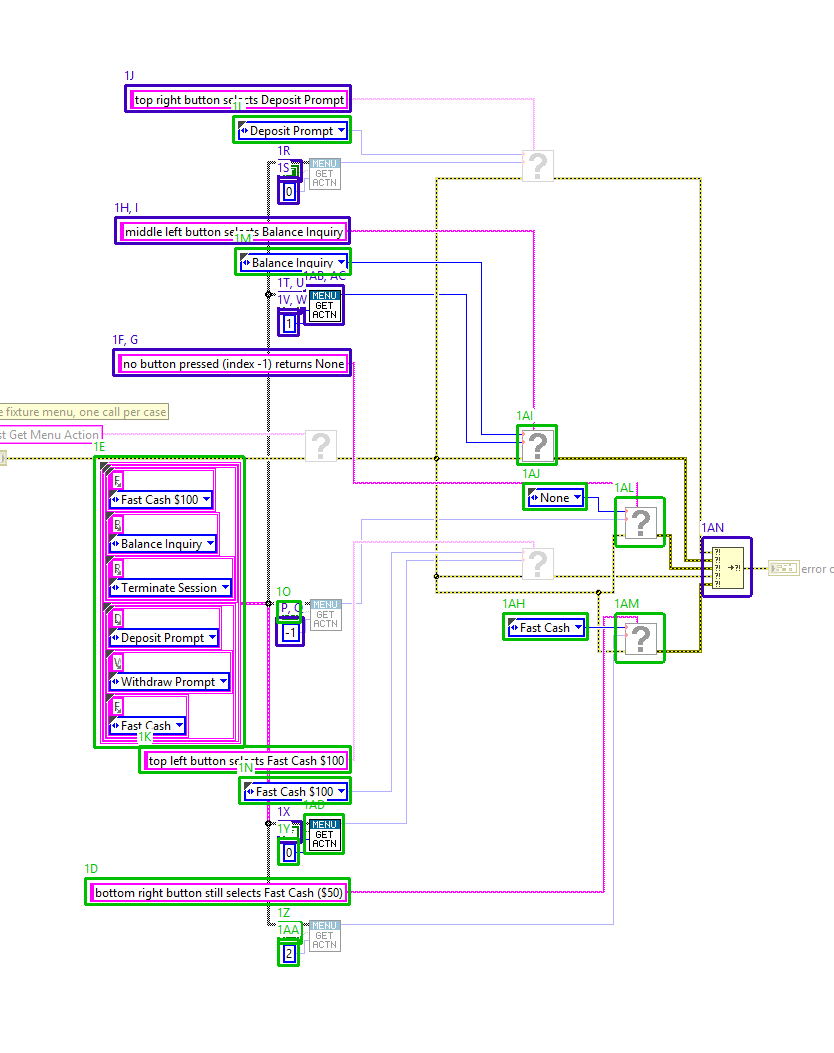 1J
top right button selects Deposit Prompt
Deposit Prompt
1R
MENU
GET
ACTN
1S
0
1H, I
middle left button selects Balance Inquiry
1M
Balance Inquiry
1AB, AC
1T, U
MENU
GET
ACTN
1V, W
1
1F, G
no button pressed (index -1) returns None
e fixture menu, one call per case
st Get Menu Action
1E
1AI
Fast Cash $100
1AJ
None
1AL
Balance Inquiry
1AN
Terminate Session
error c
1O
MENU
GET
ACTN
-1
1AH
1AM
Fast Cash
Deposit Prompt
Withdraw Prompt
Fast Cash
1K
top left button selects Fast Cash $100
1N
Fast Cash $100
1AD
1X
MENU
GET
ACTN
1Y
0
1D
bottom right button still selects Fast Cash ($50)
1Z
MENU
GET
ACTN
1AA
2